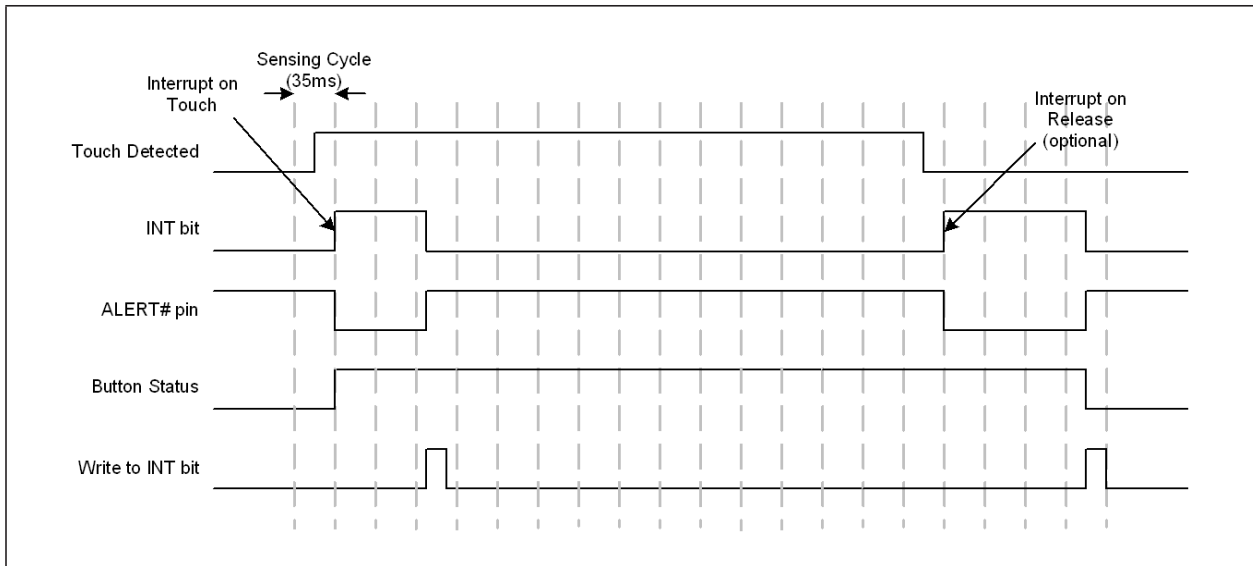 Sensing Cycle
(35ms)
Interrupt on
Touch
Interrupt on
Release
(optional)
Touch Detected
INT bit
ALERT# pin
Button Status
Write to INT bit